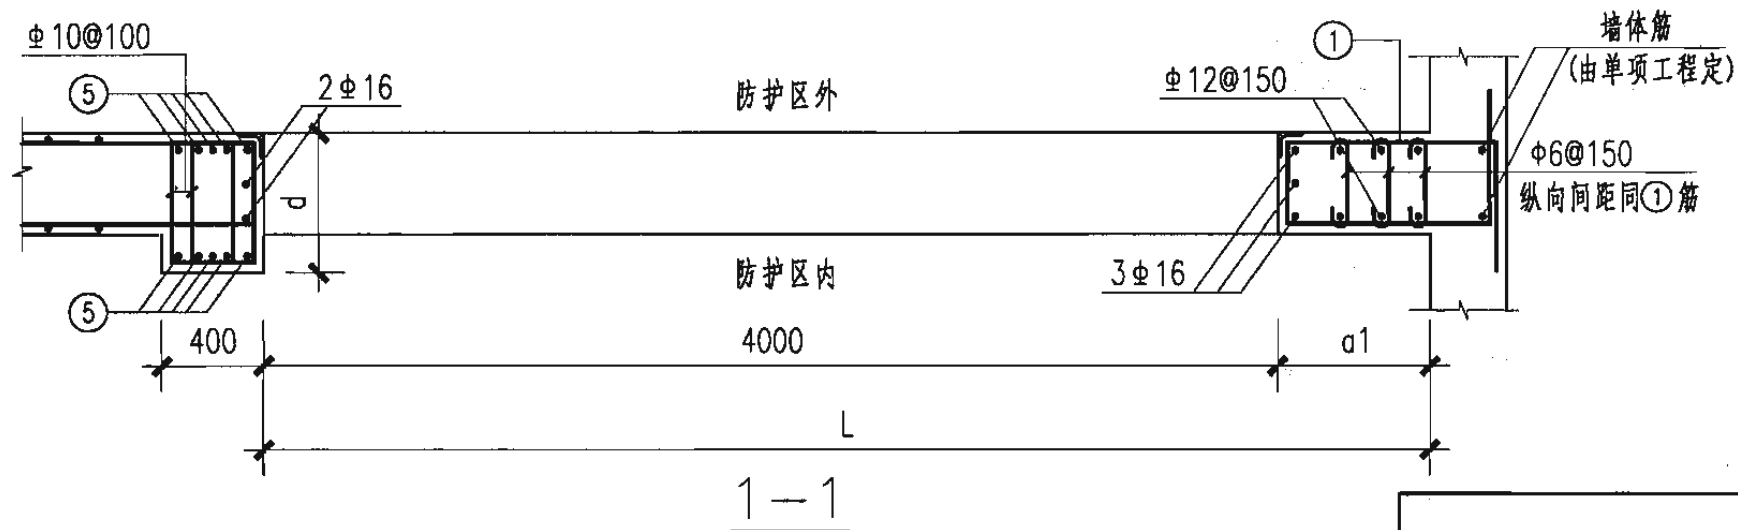 Φ10@100
⑤
2Φ16
防护区外
①
Φ12@150
墙体筋
(由单项工程定)
Φ6@150
纵向间距同①筋
d
防护区内
3Φ16
⑤
400
4000
a1
L
1—1